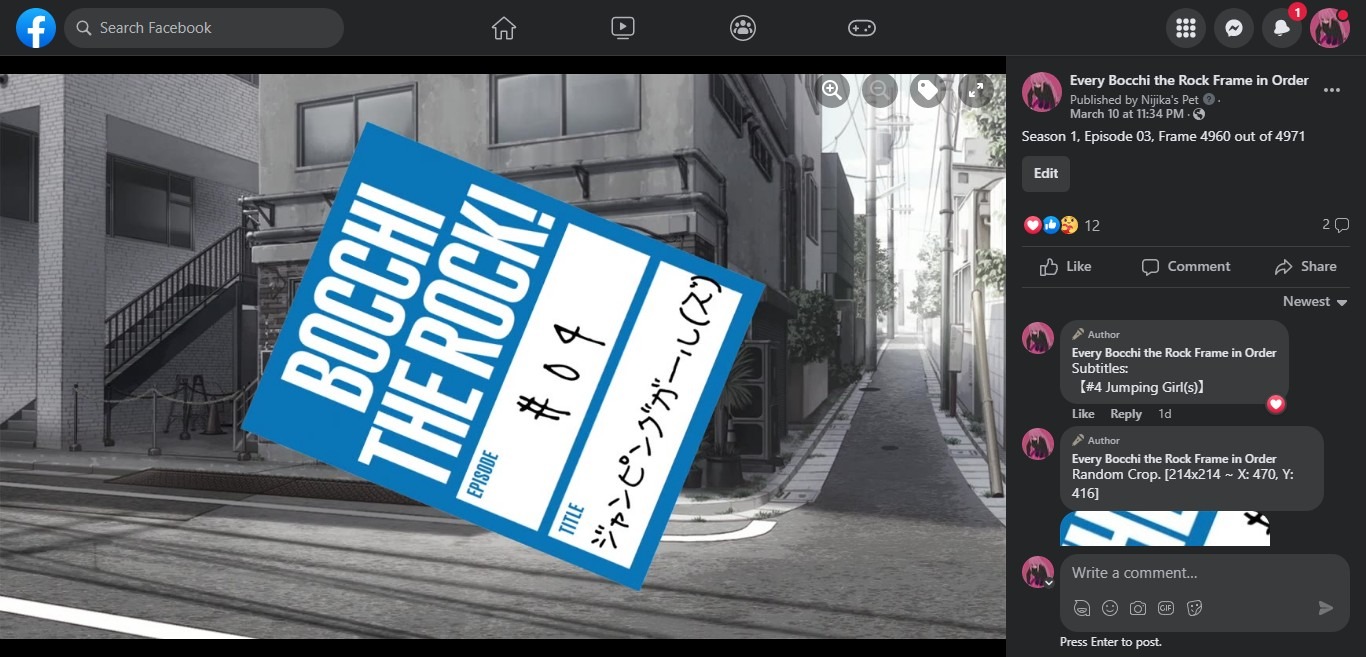 Search Facebook
1
BOCCHI
THE ROCK!
EPISODE
#04
TITLE
ジャンピングガール(ズ)
Every Bocchi the Rock Frame in Order
Published by Nijika's Pet ·
March 10 at 11:34 PM ·
Season 1, Episode 03, Frame 4960 out of 4971
Edit
12
2
Like
Comment
Share
Newest
Author
Every Bocchi the Rock Frame in Order
Subtitles:
【#4 Jumping Girl(s)】
Like Reply 1d
Author
Every Bocchi the Rock Frame in Order
Random Crop. [214x214 ~ X: 470, Y:
416]
Write a comment...
GIF
Press Enter to post.